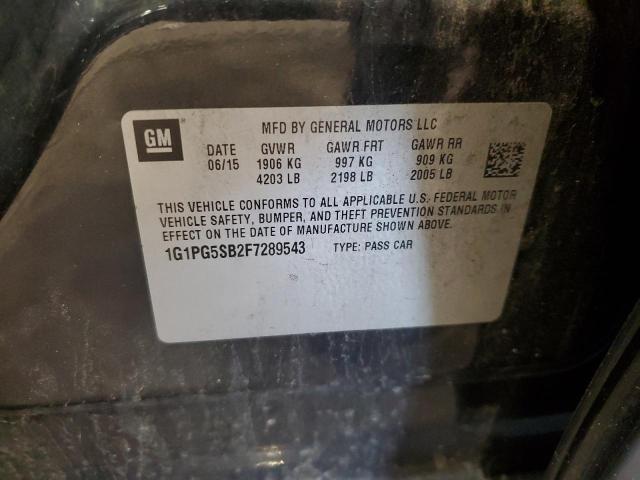 GM
MFD BY GENERAL MOTORS LLC
DATE GVWR GAWR FRT GAWR RR
06/15 1906 KG 997 KG 909 KG
4203 LB 2198 LB 2005 LB
THIS VEHICLE CONFORMS TO ALL APPLICABLE U.S. FEDERAL MOTOR
VEHICLE SAFETY, BUMPER, AND THEFT PREVENTION STANDARDS IN
EFFECT ON THE DATE OF MANUFACTURE SHOWN ABOVE.
1G1PG5SB2F7289543 TYPE: PASS CAR